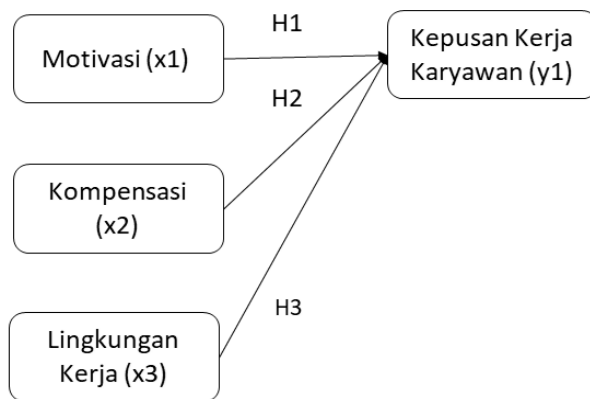 Motivasi (x1)
H1
Kepusan Kerja
Karyawan (y1)
H2
Kompensasi
(x2)
H3
Lingkungan
Kerja (x3)